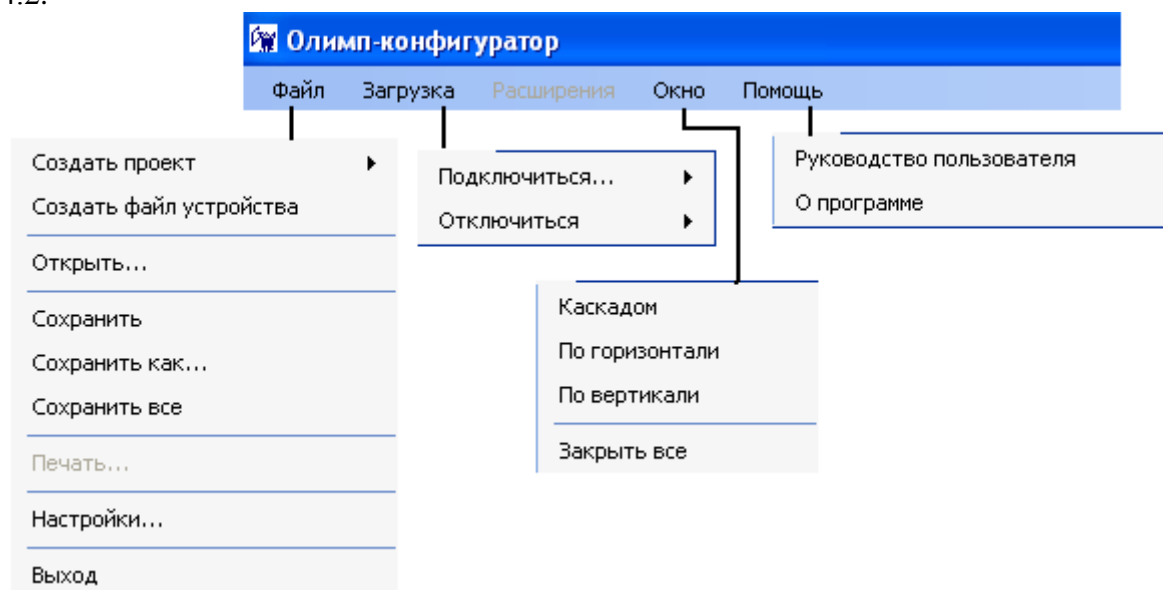 4.2.
Олимп-конфигуратор
Файл Загрузка Расширения Окно Помощь
Создать проект
Создать файл устройства
Открыть...
Сохранить
Сохранить как...
Сохранить все
Печать...
Настройки...
Выход
Подключиться...
Отключиться
Каскадом
По горизонтали
По вертикали
Закрыть все
Руководство пользователя
О программе